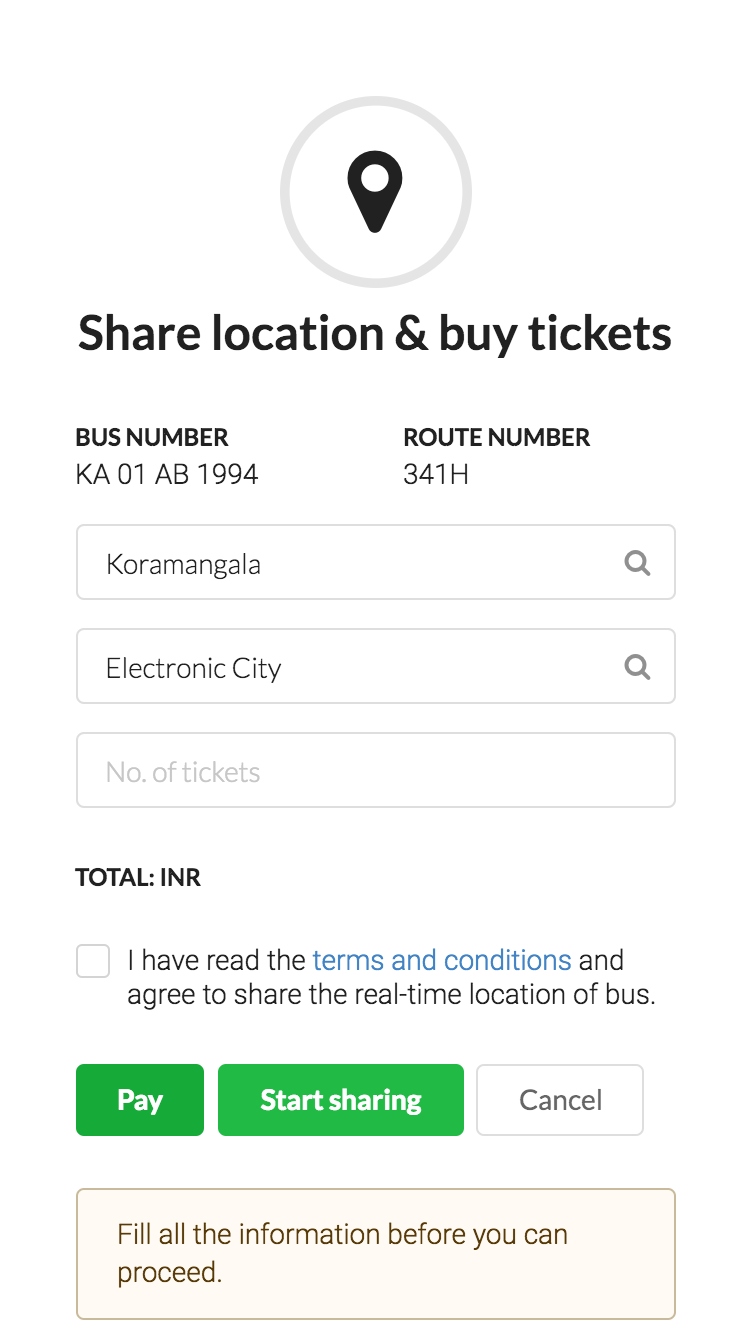 Share location & buy tickets
BUS NUMBER
KA 01 AB 1994
ROUTE NUMBER
341H
Koramangala
Electronic City
No. of tickets
TOTAL: INR
I have read the terms and conditions and
agree to share the real-time location of bus.
Pay
Start sharing
Cancel
Fill all the information before you can
proceed.